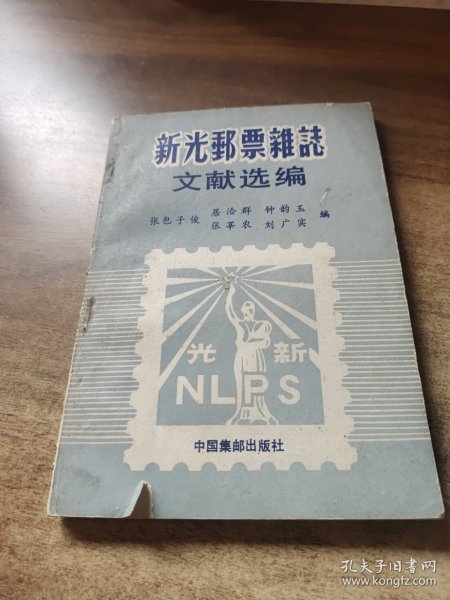 新光郵票雜誌
文献选编
居洽群 钟韵玉
张包子俊 编
张莘农 刘广实
光 新
NLPS
中国集邮出版社
孔夫子旧书网
www.kongfz.com